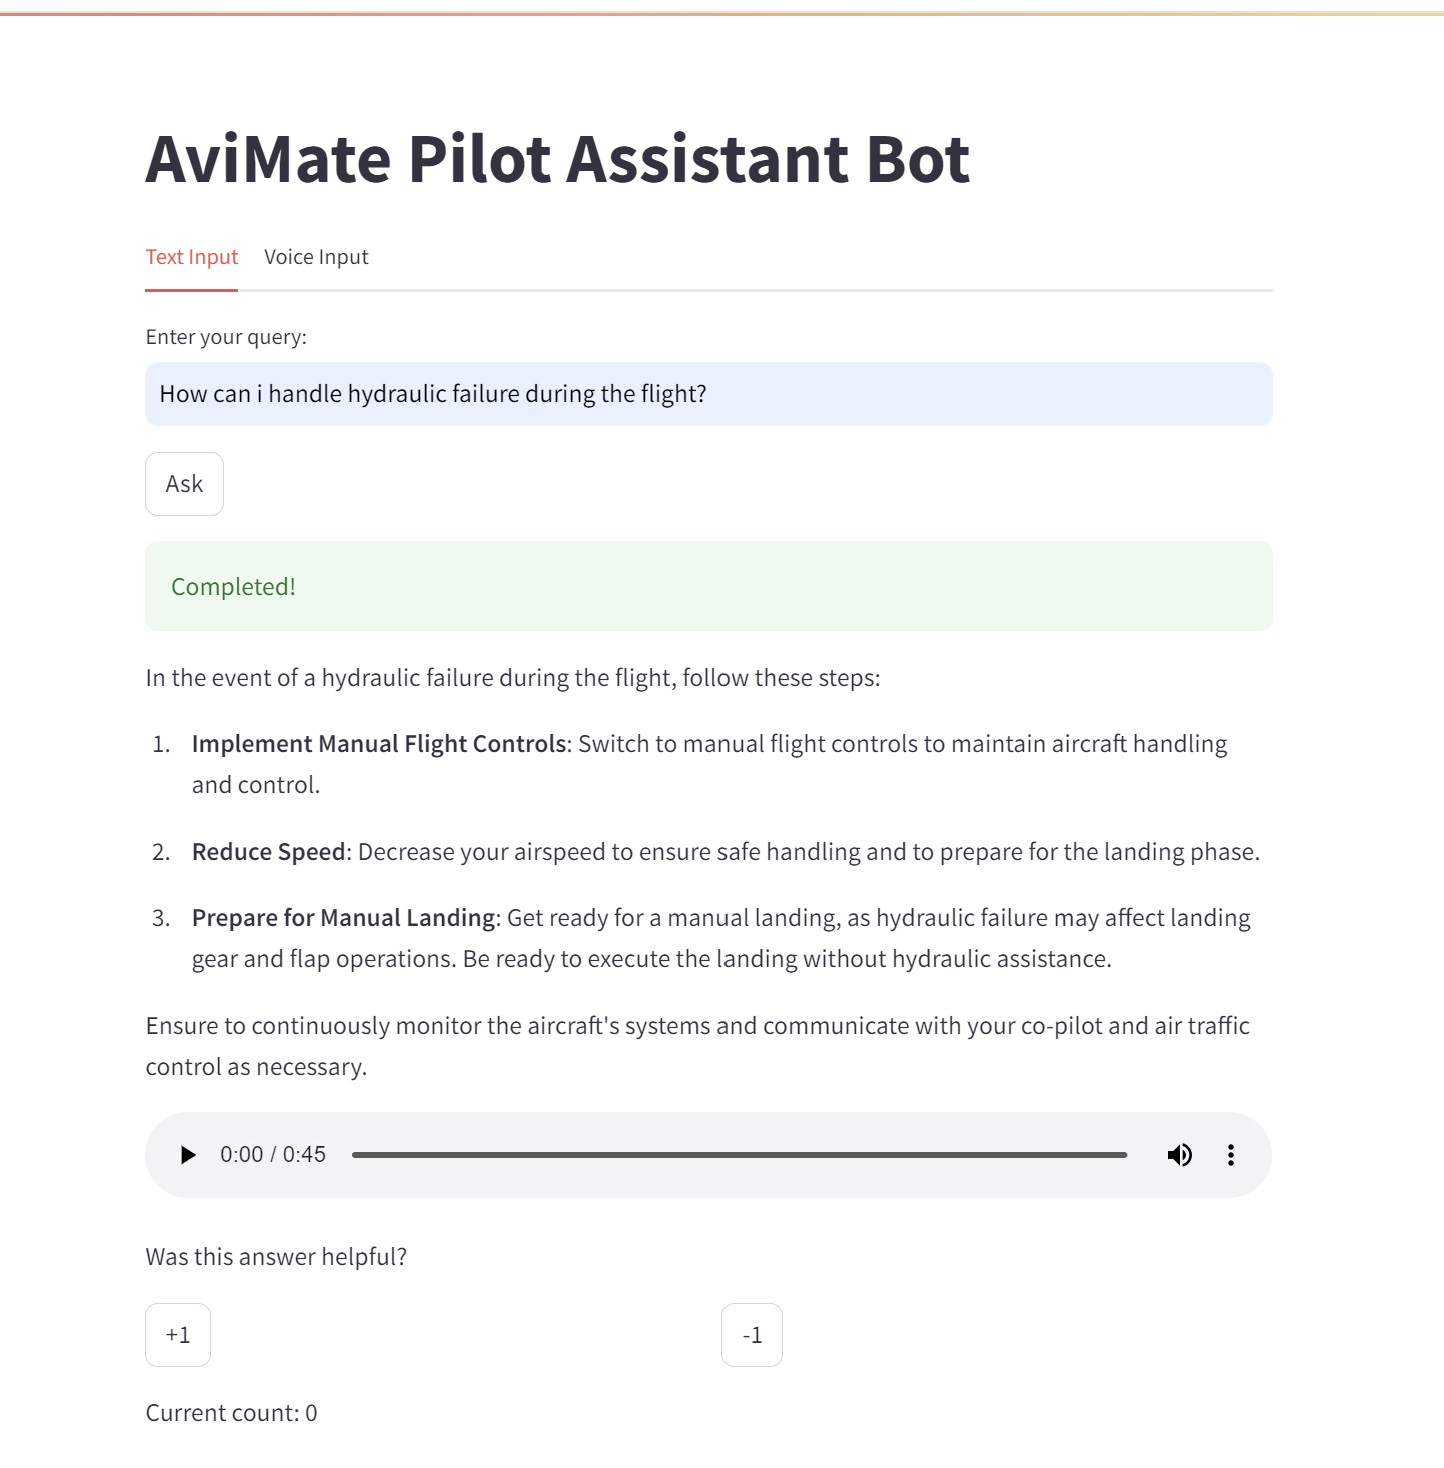 AviMate Pilot Assistant Bot
Text Input Voice Input
Enter your query:
How can i handle hydraulic failure during the flight?
Ask
Completed!
In the event of a hydraulic failure during the flight, follow these steps:
1. Implement Manual Flight Controls: Switch to manual flight controls to maintain aircraft handling
and control.
2. Reduce Speed: Decrease your airspeed to ensure safe handling and to prepare for the landing phase.
3. Prepare for Manual Landing: Get ready for a manual landing, as hydraulic failure may affect landing
gear and flap operations. Be ready to execute the landing without hydraulic assistance.
Ensure to continuously monitor the aircraft's systems and communicate with your co-pilot and air traffic
control as necessary.
0:00 / 0:45
Was this answer helpful?
+1 -1
Current count: 0